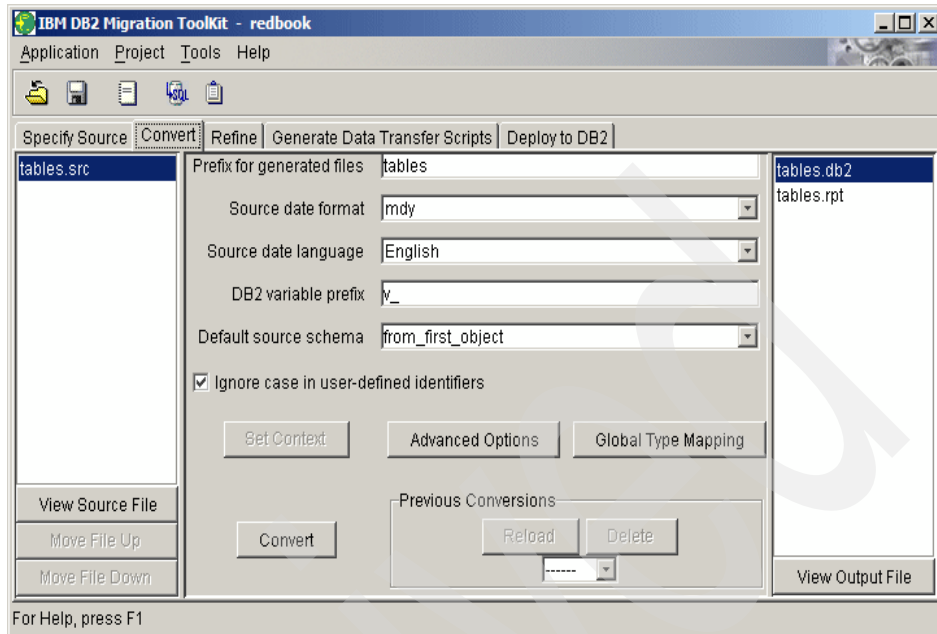 IBM DB2 Migration ToolKit - redbook
Application Project Tools Help
SQL
Specify Source Convert Refine Generate Data Transfer Scripts Deploy to DB2
tables.src
Prefix for generated files tables
Source date format mdy
Source date language English
DB2 variable prefix v_
Default source schema from_first_object
Ignore case in user-defined identifiers
Set Context Advanced Options Global Type Mapping
Previous Conversions
Convert Reload Delete
------
View Source File
Move File Up
Move File Down
tables.db2
tables.rpt
View Output File
For Help, press F1